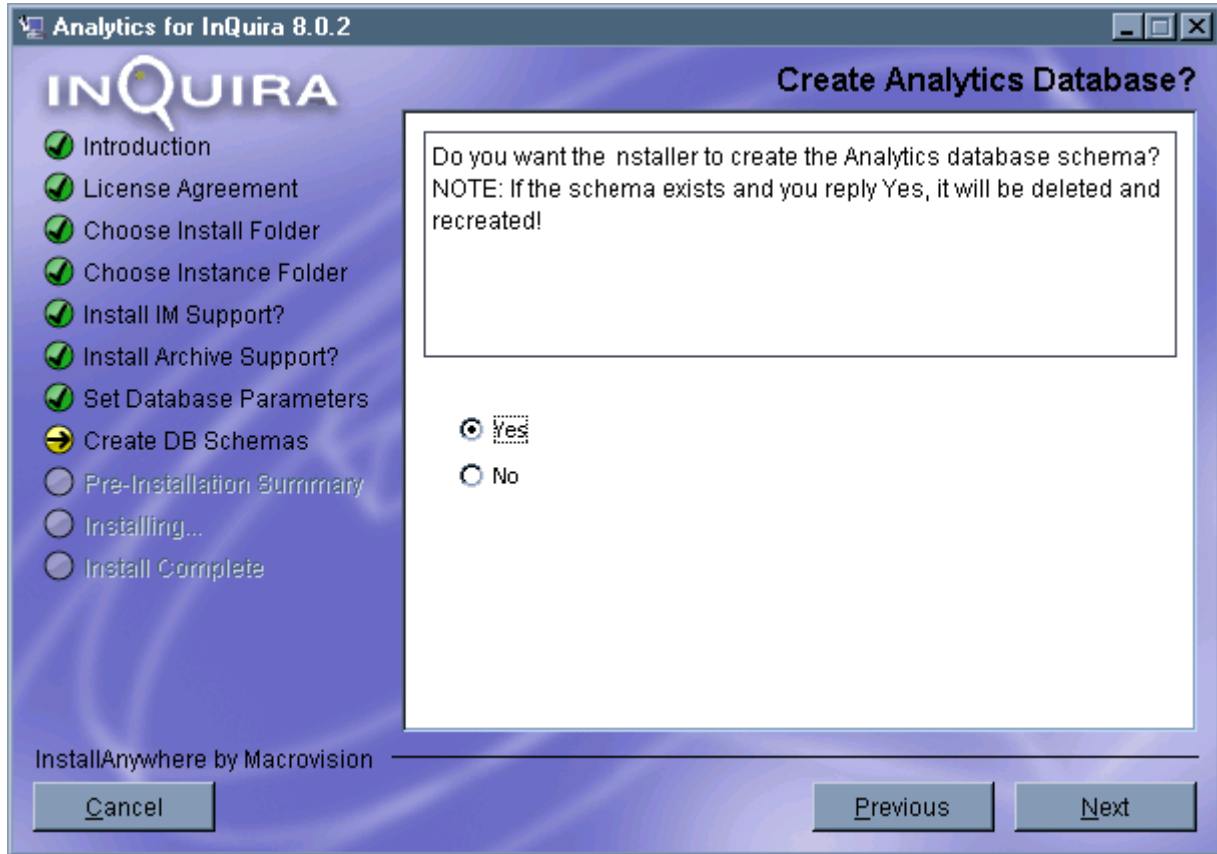 Analytics for InQuira 8.0.2
INQUIRA
Create Analytics Database?
Introduction
License Agreement
Choose Install Folder
Choose Instance Folder
Install IM Support?
Install Archive Support?
Set Database Parameters
Create DB Schemas
Pre-Installation Summary
Installing...
Install Complete
Do you want the nstaller to create the Analytics database schema?
NOTE: If the schema exists and you reply Yes, it will be deleted and
recreated!
Yes
No
InstallAnywhere by Macrovision
Cancel
Previous
Next